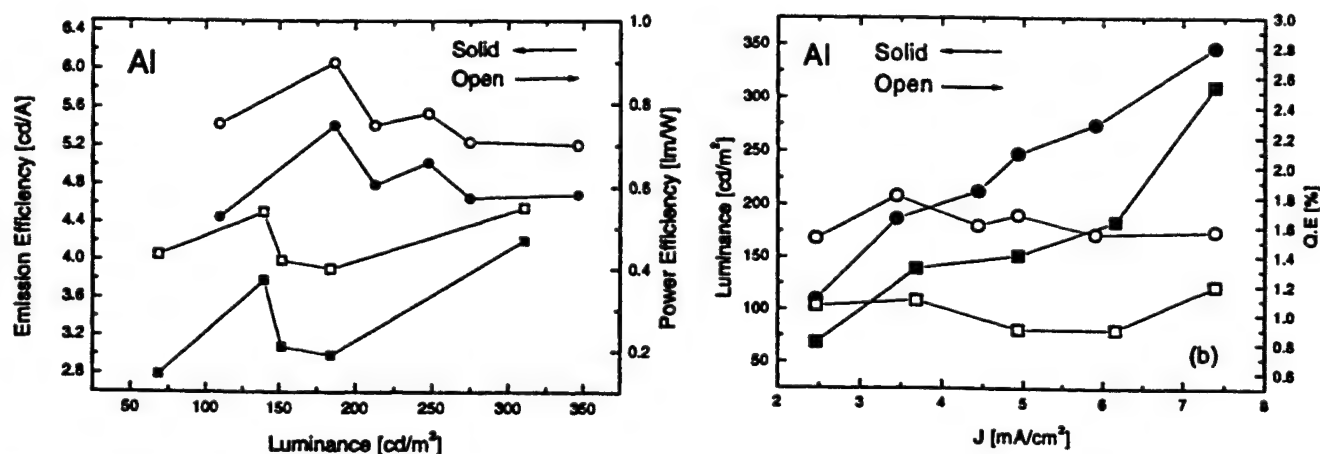 Al
Solid
Open
Emission Efficiency [cd/A]
6.4
6.0
5.6
5.2
4.8
4.4
4.0
3.6
3.2
2.8
1.0
0.8
0.6
0.4
0.2
Power Efficiency [lm/W]
50 100 150 200 250 300 350
Luminance [cd/m²]
Al
Solid
Open
Luminance [cd/m²]
350
300
250
200
150
100
50
3.0
2.8
2.6
2.4
2.2
2.0
1.8
1.6
1.4
1.2
1.0
0.8
0.6
Q.E [%]
(b)
2 3 4 5 6 7 8
J [mA/cm²]